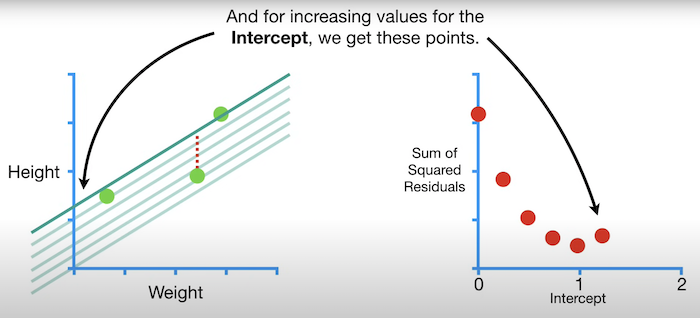 And for increasing values for the
Intercept, we get these points.
Height
Weight
Sum of
Squared
Residuals
0
1
2
Intercept